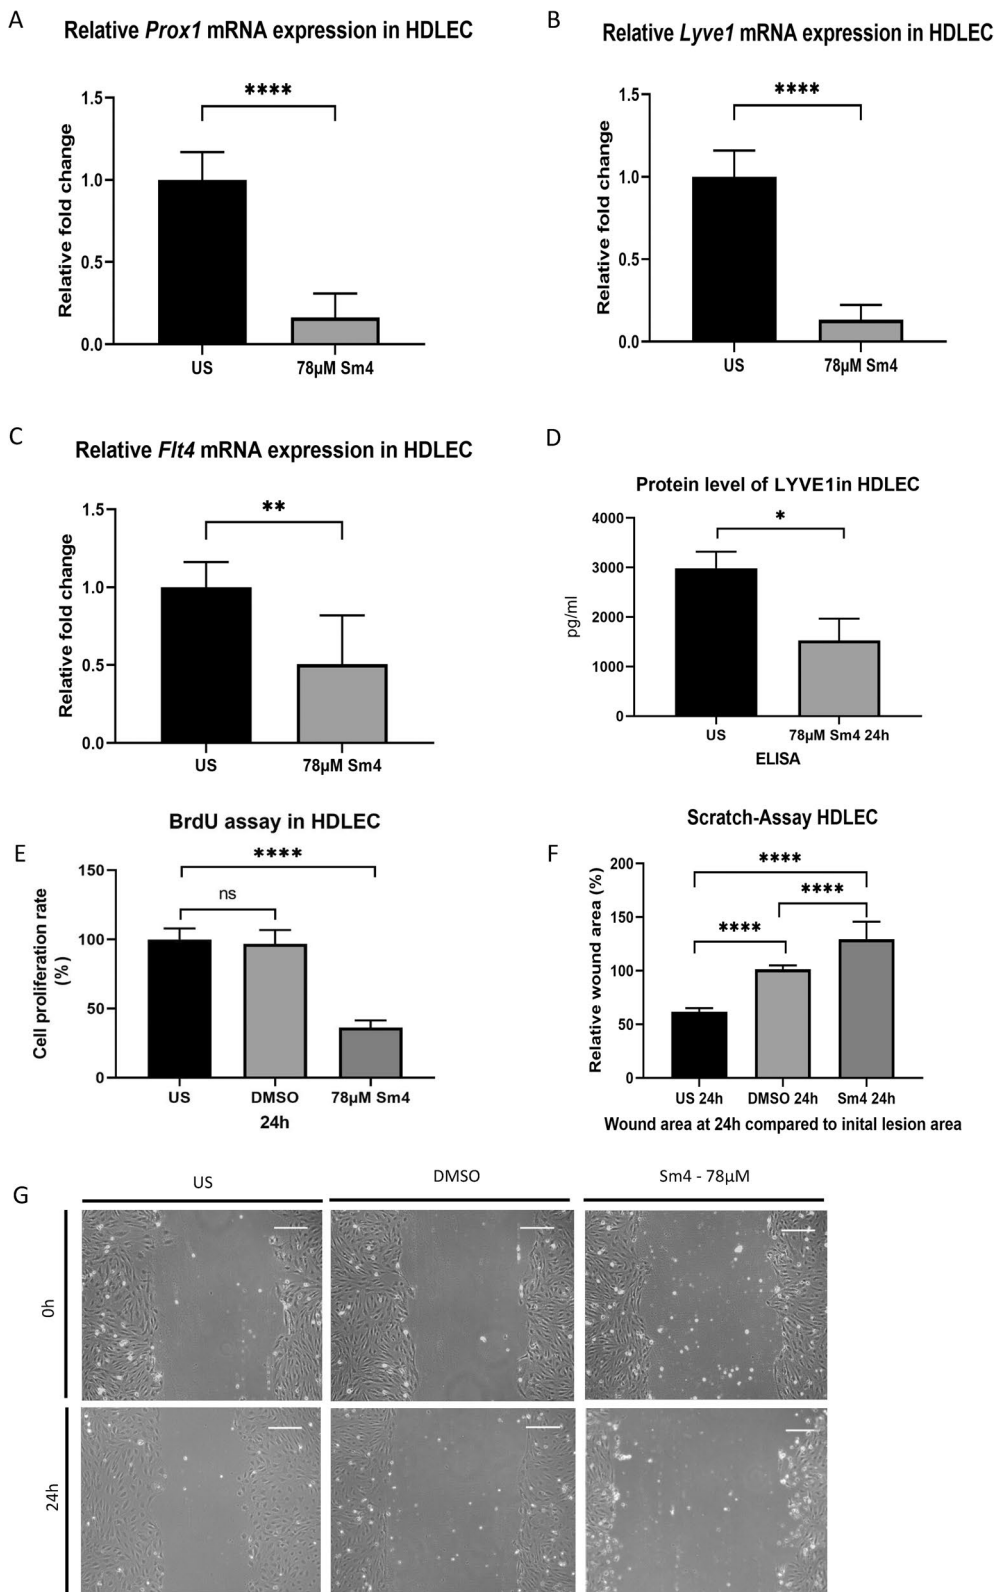 A
Relative Prox1 mRNA expression in HDLEC
Relative fold change
1.5
1.0
0.5
0.0
****
US
78µM Sm4
B
Relative Lyve1 mRNA expression in HDLEC
Relative fold change
1.5
1.0
0.5
0.0
****
US
78µM Sm4
C
Relative Flt4 mRNA expression in HDLEC
Relative fold change
1.5
1.0
0.5
0.0
**
US
78µM Sm4
D
Protein level of LYVE1in HDLEC
pg/ml
4000
3000
2000
1000
0
*
US
78µM Sm4 24h
ELISA
E
BrdU assay in HDLEC
Cell proliferation rate
(%)
150
100
50
0
****
ns
US
DMSO
78µM Sm4
24h
F
Scratch-Assay HDLEC
Relative wound area (%)
200
150
100
50
0
****
****
****
US 24h
DMSO 24h
Sm4 24h
Wound area at 24h compared to inital lesion area
G
US
DMSO
Sm4 - 78µM
0h
24h